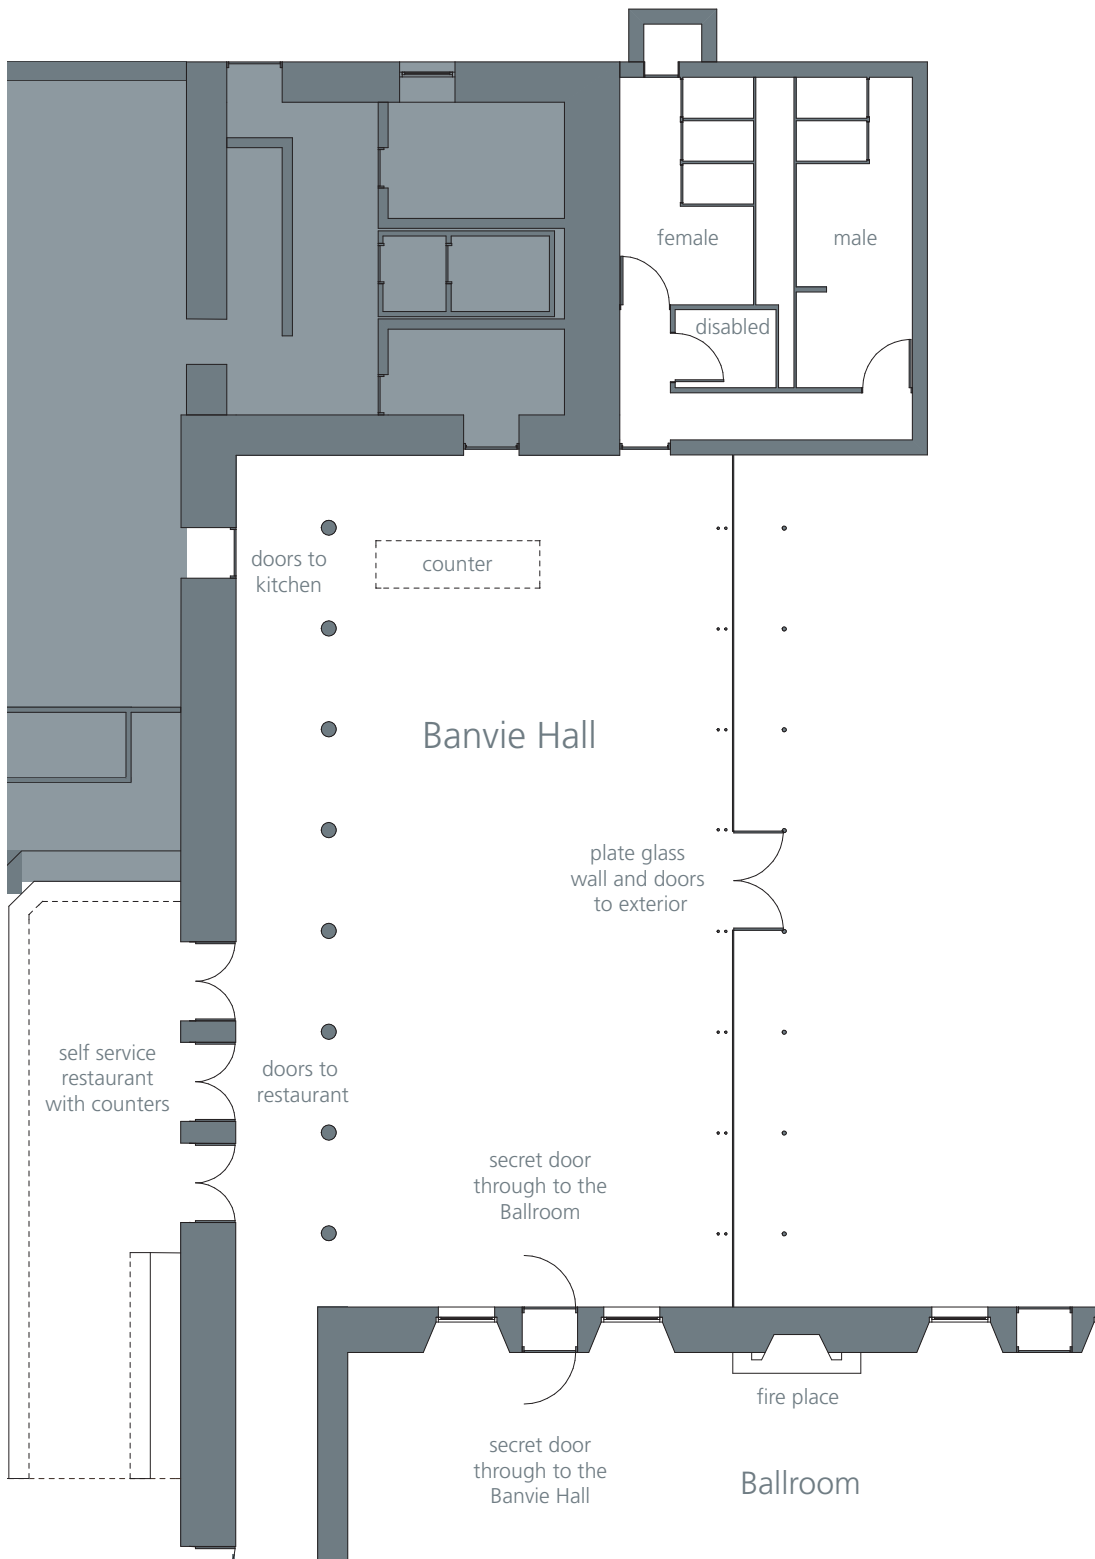 female
male
disabled
doors to
kitchen
counter
Banvie Hall
plate glass
wall and doors
to exterior
self service
restaurant
with counters
doors to
restaurant
secret door
through to the
Ballroom
fire place
secret door
through to the
Banvie Hall
Ballroom